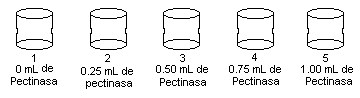 1 2 3 4 5
0 mL de 0.25 mL de 0.50 mL de 0.75 mL de 1.00 mL de
Pectinasa pectinasa Pectinasa Pectinasa Pectinasa